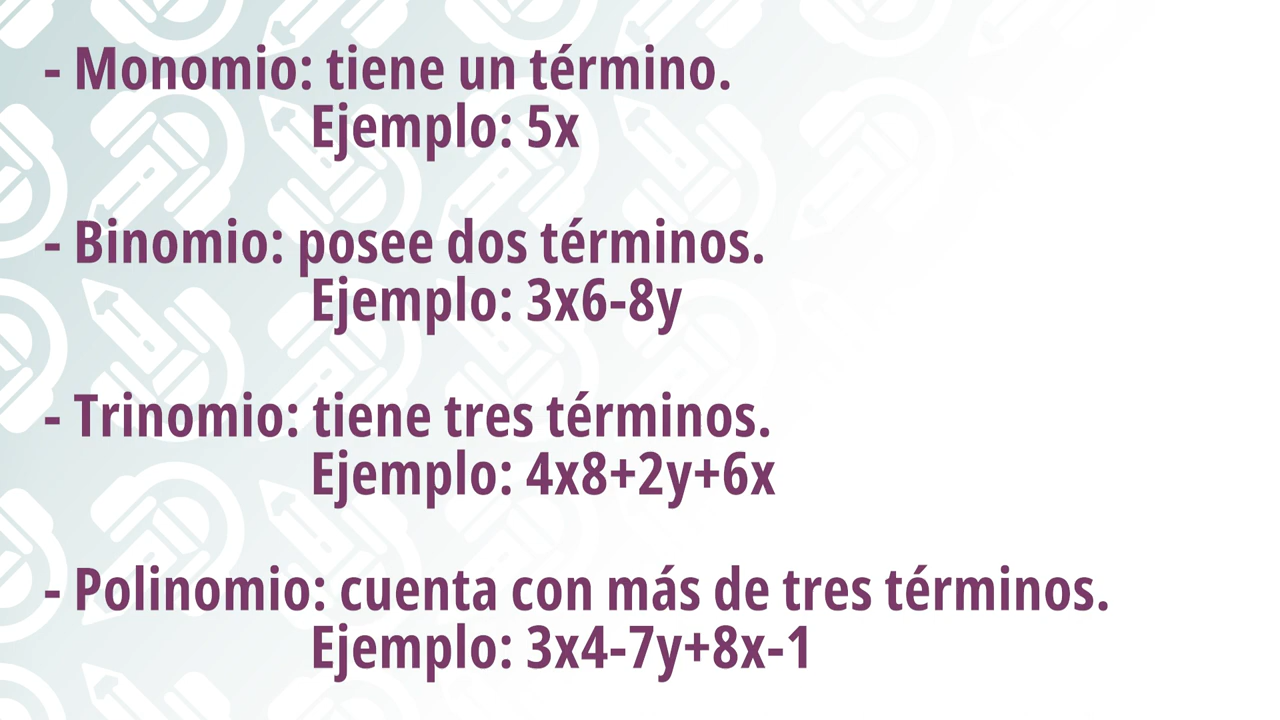 - Monomio: tiene un término.
Ejemplo: 5x
- Binomio: posee dos términos.
Ejemplo: 3x6-8y
- Trinomio: tiene tres términos.
Ejemplo: 4x8+2y+6x
- Polinomio: cuenta con más de tres términos.
Ejemplo: 3x4-7y+8x-1